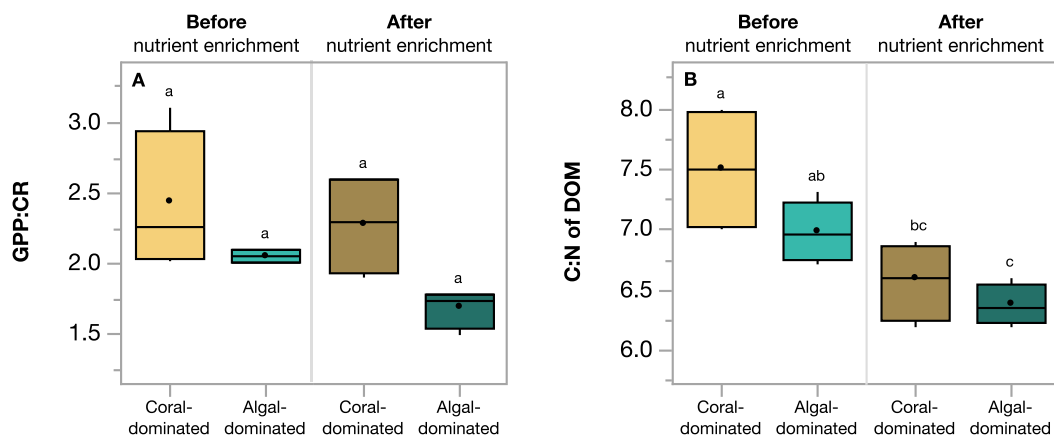 Before
nutrient enrichment
After
nutrient enrichment
A
GPP:CR
3.0
2.5
2.0
1.5
a
a
a
a
Coral-
dominated
Algal-
dominated
Coral-
dominated
Algal-
dominated
Before
nutrient enrichment
After
nutrient enrichment
B
C:N of DOM
8.0
7.5
7.0
6.5
6.0
a
ab
bc
c
Coral-
dominated
Algal-
dominated
Coral-
dominated
Algal-
dominated